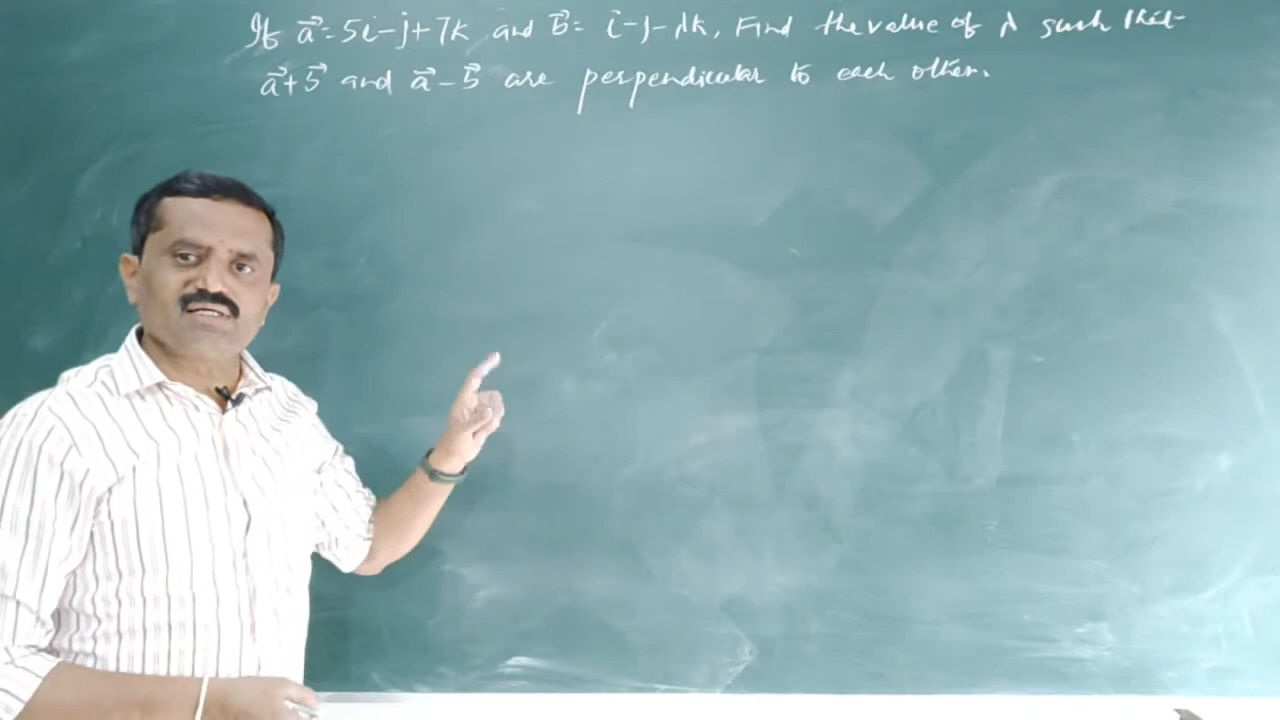 If a⃗ = 5i - j + 7k and b⃗ = i - j - λk, Find the value of λ such that
a⃗ + b⃗ and a⃗ - b⃗ are perpendicular to each other.